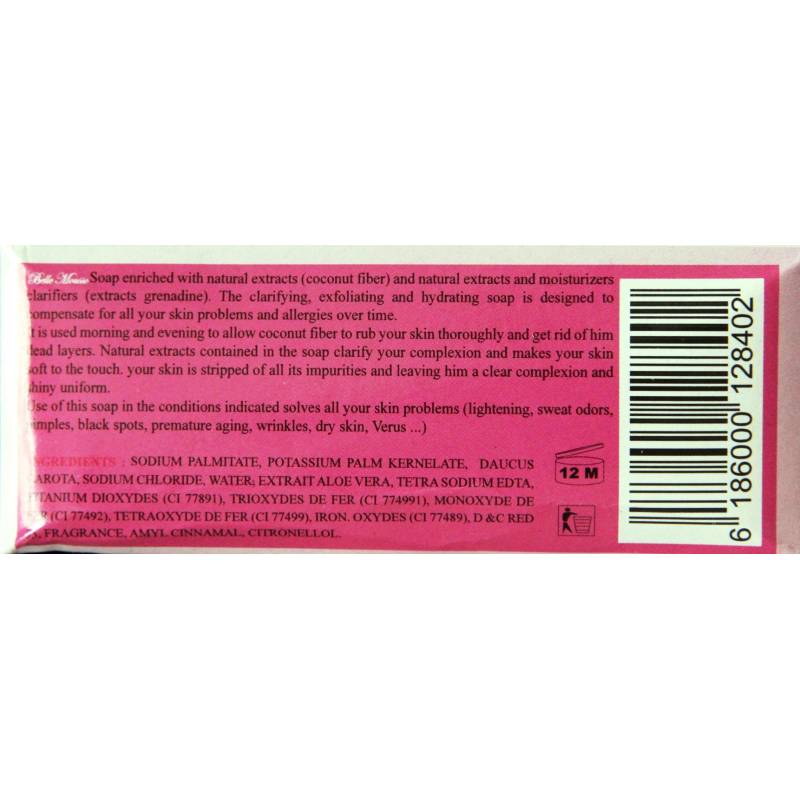 Belle Mousse Soap enriched with natural extracts (coconut fiber) and natural extracts and moisturizers
clarifiers (extracts grenadine). The clarifying, exfoliating and hydrating soap is designed to
compensate for all your skin problems and allergies over time.
It is used morning and evening to allow coconut fiber to rub your skin thoroughly and get rid of him
dead layers. Natural extracts contained in the soap clarify your complexion and makes your skin
soft to the touch. your skin is stripped of all its impurities and leaving him a clear complexion and
shiny uniform.
Use of this soap in the conditions indicated solves all your skin problems (lightening, sweat odors,
pimples, black spots, premature aging, wrinkles, dry skin, Verus ...)
INGREDIENTS : SODIUM PALMITATE, POTASSIUM PALM KERNELATE, DAUCUS
CAROTA, SODIUM CHLORIDE, WATER; EXTRAIT ALOE VERA, TETRA SODIUM EDTA,
TITANIUM DIOXYDES (CI 77891), TRIOXYDES DE FER (CI 774991), MONOXYDE DE
FER (CI 77492), TETRAOXYDE DE FER (CI 77499), IRON. OXYDES (CI 77489), D &C RED
FRAGRANCE, AMYL CINNAMAL, CITRONELLOL.
12 M
6 186000 128402